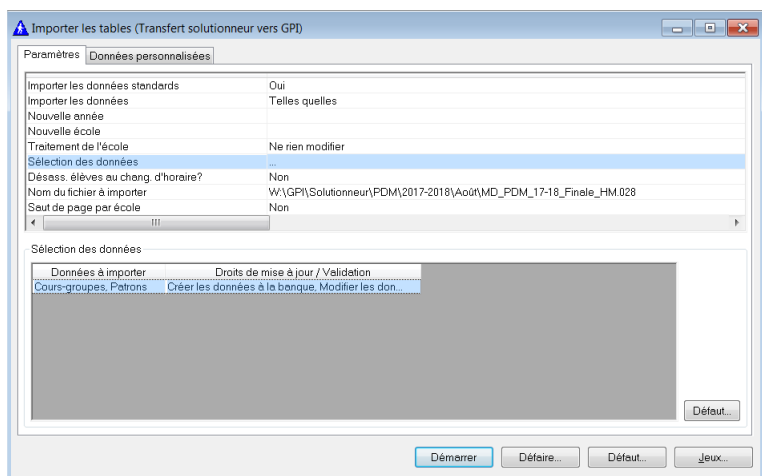 Importer les tables (Transfert solutionneur vers GPI)
Paramètres Données personnalisées
Importer les données standards Oui
Importer les données Telles quelles
Nouvelle année
Nouvelle école
Traitement de l'école Ne rien modifier
Sélection des données ...
Désass. élèves au chang. d'horaire? Non
Nom du fichier à importer W:\GPI\Solutionneur\PDM\2017-2018\Août\MD_PDM_17-18_Finale_HM.028
Saut de page par école Non
Sélection des données
Données à importer Droits de mise à jour / Validation
Cours-groupes, Patrons Créer les données à la banque, Modifier les don...
Défaut...
Démarrer Défaire... Défaut... Jeux...